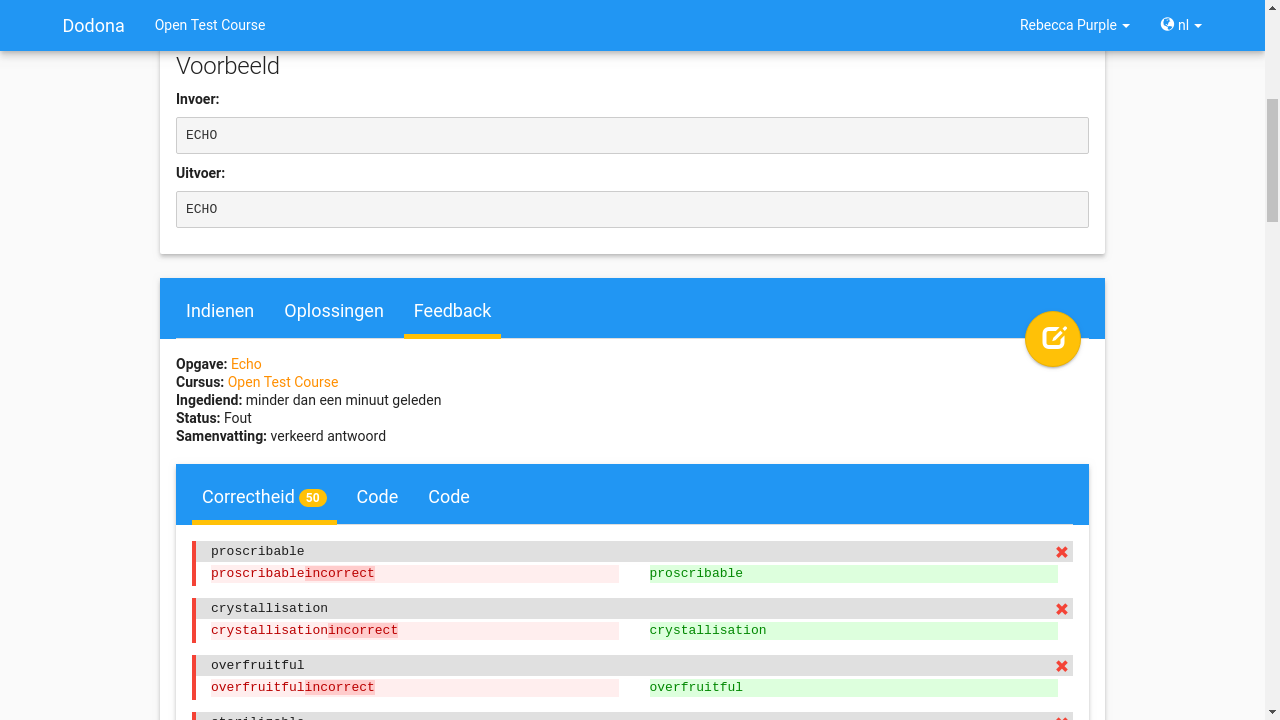 Dodona Open Test Course Rebecca Purple nl
Voorbeeld
Invoer:
ECHO
Uitvoer:
ECHO
Indienen Oplossingen Feedback
Opgave: Echo
Cursus: Open Test Course
Ingediend: minder dan een minuut geleden
Status: Fout
Samenvatting: verkeerd antwoord
Correctheid 50 Code Code
proscribable
proscribableincorrect proscribable
crystallisation
crystallisationincorrect crystallisation
overfruitful
overfruitfulincorrect overfruitful